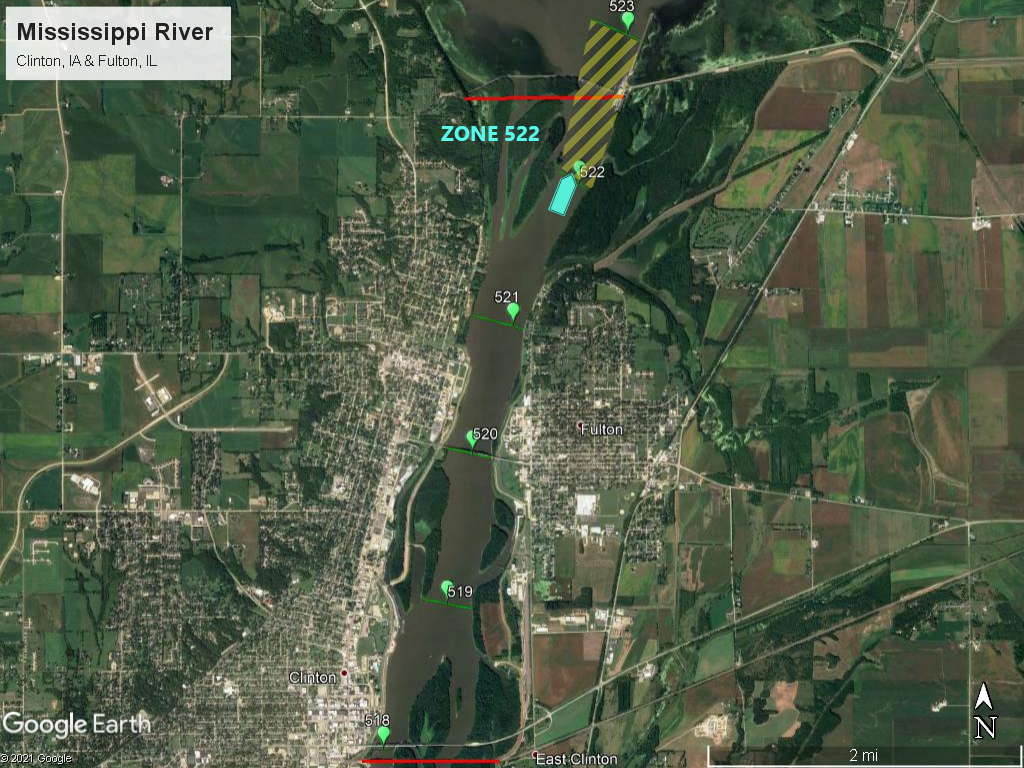 Mississippi River
Clinton, IA & Fulton, IL
523
ZONE 522
522
521
520
Fulton
519
Clinton
518
Google Earth
© 2021 Google
East Clinton
N
2 mi